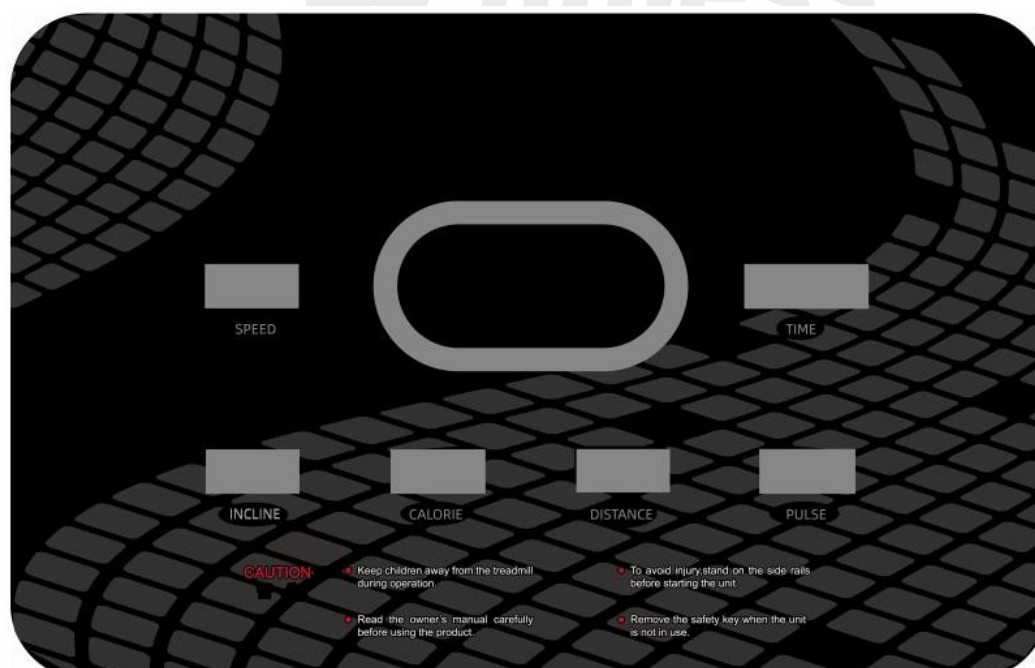 SPEED
TIME
INCLINE
CALORIE
DISTANCE
PULSE
CAUTION
Keep children away from the treadmill
during operation.
To avoid injury,stand on the side rails
before starting the unit.
Read the owner's manual carefully
before using the product.
Remove the safety key when the unit
is not in use.